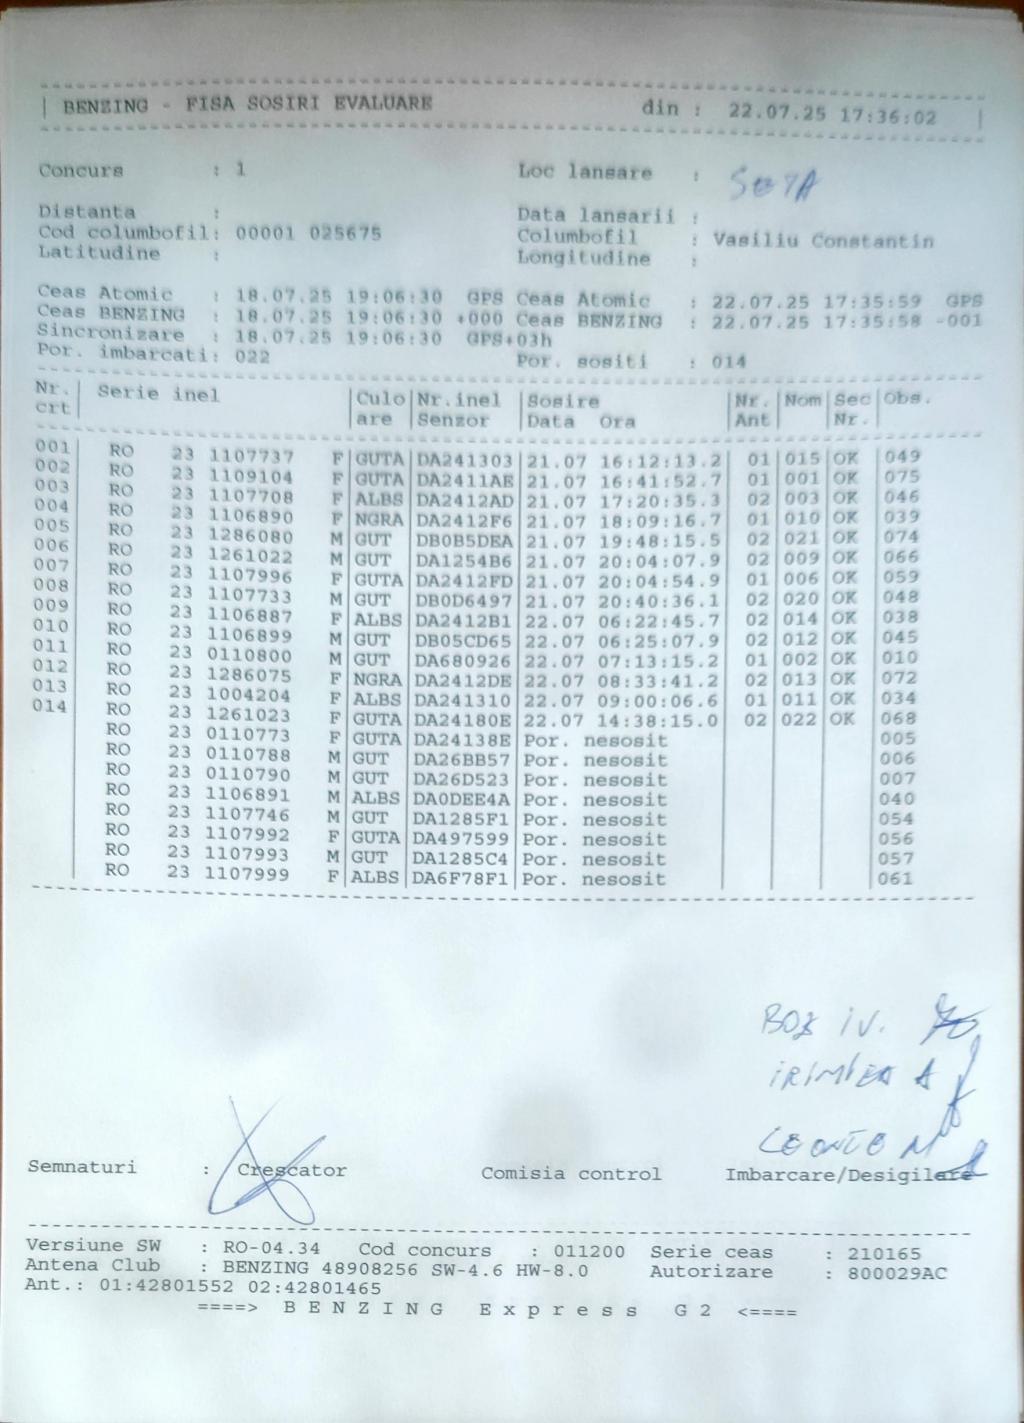 BENZING - FISA SOSIRI EVALUARE din : 22.07.25 17:36:02
Concurs : 1 Loc lansare :
Distanta : Data lansarii :
Cod columbofil: 00001 025675 Columbofil : Vasiliu Constantin
Latitudine : Longitudine :
Ceas Atomic : 18.07.25 19:06:30 GPS Ceas Atomic : 22.07.25 17:35:59 GPS
Ceas BENZING : 18.07.25 19:06:30 +000 Ceas BENZING : 22.07.25 17:35:58 -001
Sincronizare : 18.07.25 19:06:30 GPS+03h
Por. imbarcati: 022 Por. sositi : 014
Nr. Serie inel Culo Nr.inel Sosire Nr. Nom Sec Obs.
crt are Senzor Data Ora Ant Nr.
001 RO 23 1107737 F GUTA DA241303 21.07 16:12:13.2 01 015 OK 049
002 RO 23 1109104 F GUTA DA2411AE 21.07 16:41:52.7 01 001 OK 075
003 RO 23 1107708 F ALBS DA2412AD 21.07 17:20:35.3 02 003 OK 046
004 RO 23 1106890 F NGRA DA2412F6 21.07 18:09:16.7 01 010 OK 039
005 RO 23 1286080 M GUT DB0B5DEA 21.07 19:48:15.5 02 021 OK 074
006 RO 23 1261022 M GUT DA1254B6 21.07 20:04:07.9 02 009 OK 066
007 RO 23 1107996 F GUTA DA2412FD 21.07 20:04:54.9 01 006 OK 059
008 RO 23 1107733 M GUT DB0D6497 21.07 20:40:36.1 02 020 OK 048
009 RO 23 1106887 F ALBS DA2412B1 22.07 06:22:45.7 02 014 OK 038
010 RO 23 1106899 M GUT DB05CD65 22.07 06:25:07.9 02 012 OK 045
011 RO 23 0110800 M GUT DA680926 22.07 07:13:15.2 01 002 OK 010
012 RO 23 1286075 F NGRA DA2412DE 22.07 08:33:41.2 02 013 OK 072
013 RO 23 1004204 F ALBS DA241310 22.07 09:00:06.6 01 011 OK 034
014 RO 23 1261023 F GUTA DA24180E 22.07 14:38:15.0 02 022 OK 068
RO 23 0110773 F GUTA DA24138E Por. nesosit 005
RO 23 0110788 M GUT DA26BB57 Por. nesosit 006
RO 23 0110790 M GUT DA26D523 Por. nesosit 007
RO 23 1106891 M ALBS DA0DEE4A Por. nesosit 040
RO 23 1107746 M GUT DA1285F1 Por. nesosit 054
RO 23 1107992 F GUTA DA497599 Por. nesosit 056
RO 23 1107993 M GUT DA1285C4 Por. nesosit 057
RO 23 1107999 F ALBS DA6F78F1 Por. nesosit 061
IRIMIEA A
Semnaturi : Crescator Comisia control Imbarcare/Desigilare
Versiune SW : RO-04.34 Cod concurs : 011200 Serie ceas : 210165
Antena Club : BENZING 48908256 SW-4.6 HW-8.0 Autorizare : 800029AC
Ant.: 01:42801552 02:42801465
====> B E N Z I N G E x p r e s s G 2 <====